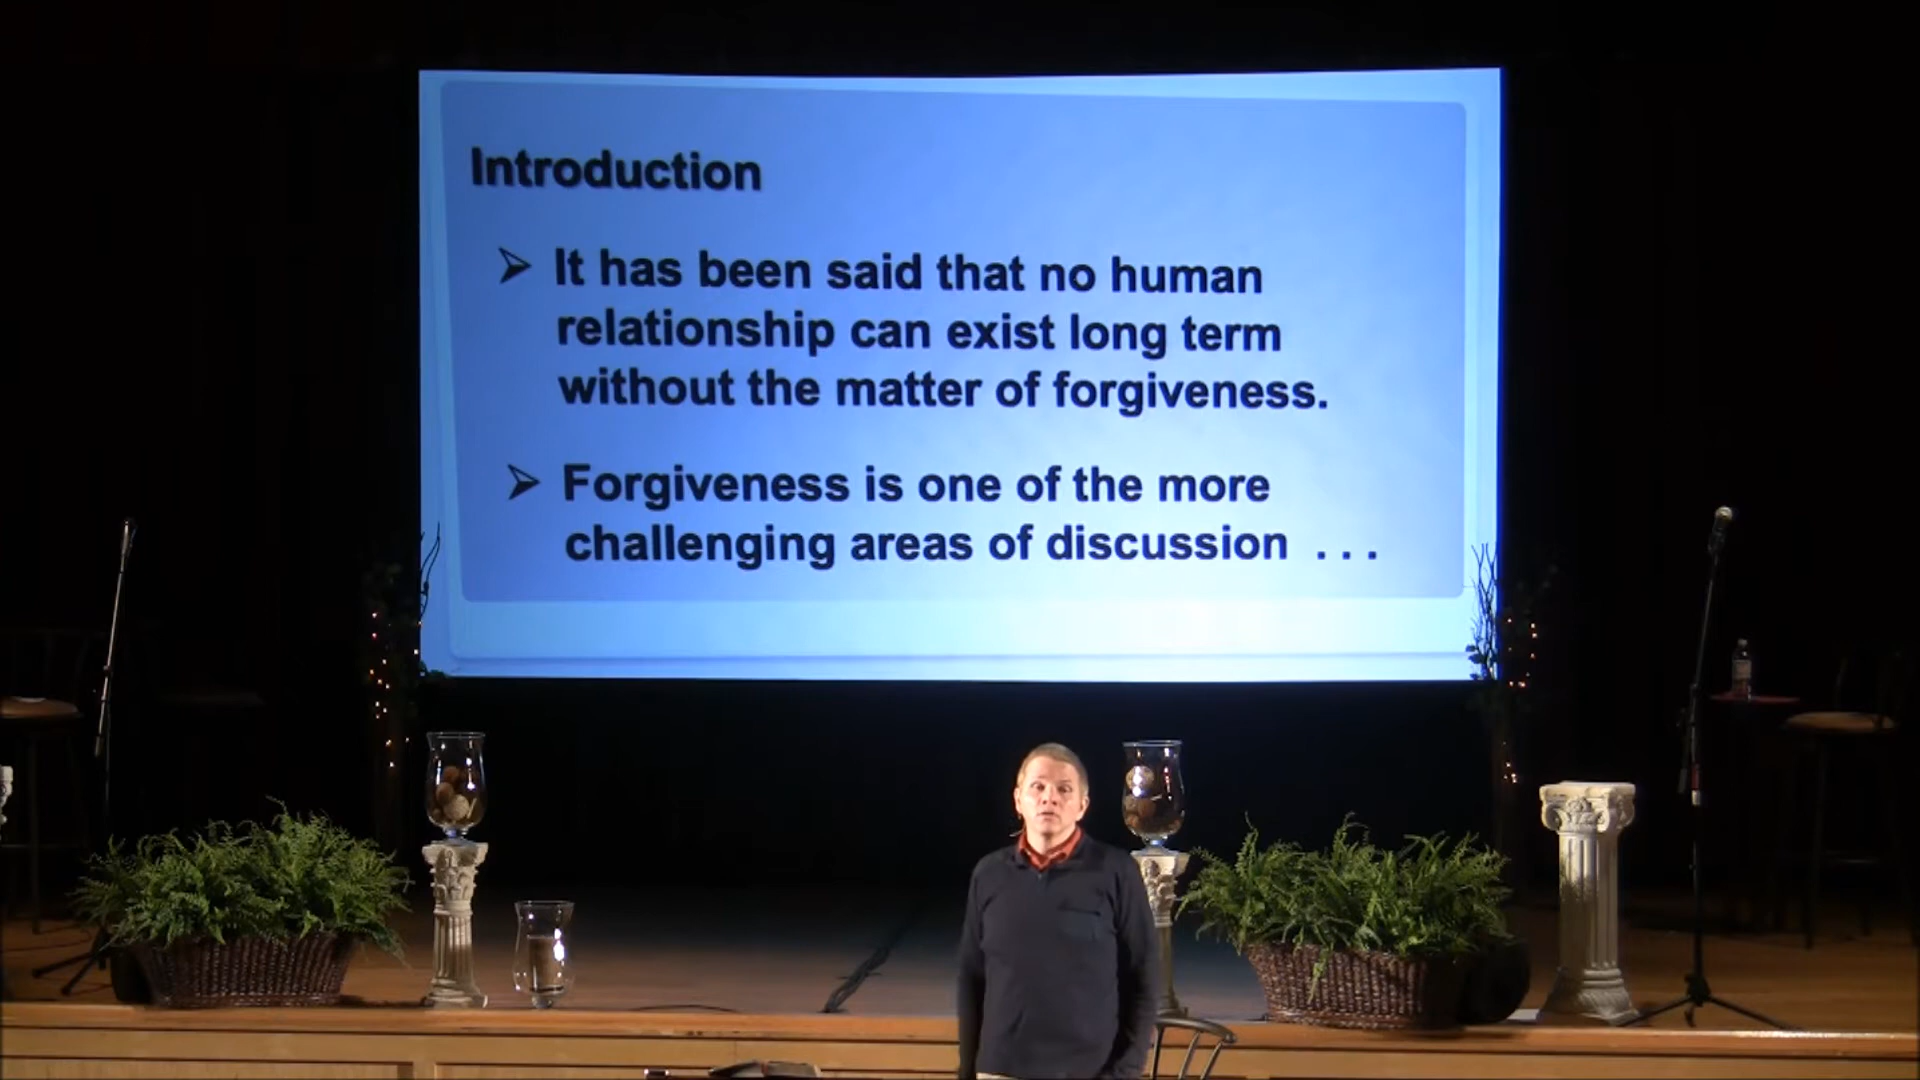 Introduction
➢ It has been said that no human
relationship can exist long term
without the matter of forgiveness.
➢ Forgiveness is one of the more
challenging areas of discussion . . .